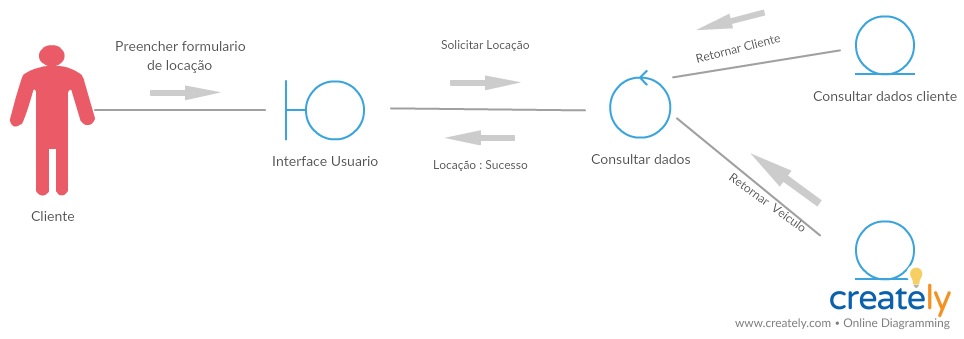 Preencher formulario
de locação
Cliente
Interface Usuario
Solicitar Locação
Locação : Sucesso
Consultar dados
Retornar Cliente
Consultar dados cliente
Retornar Veículo
creately
www.creately.com • Online Diagramming